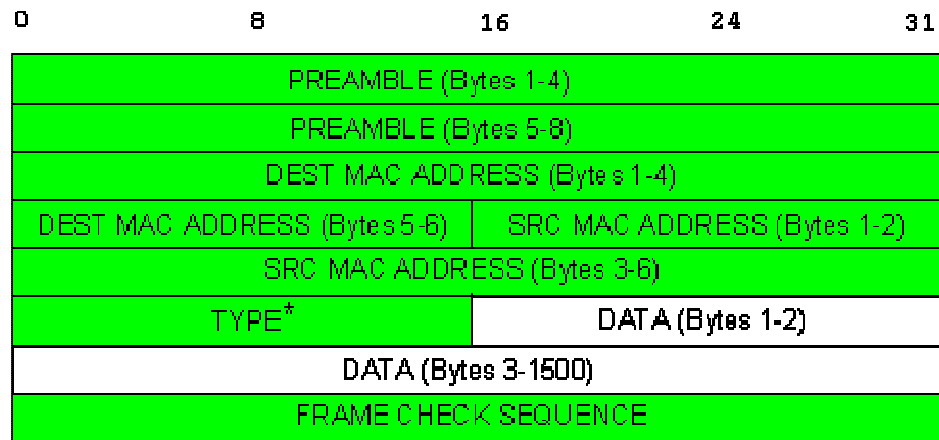 0 8 16 24 31
PREAMBLE (Bytes 1-4)
PREAMBLE (Bytes 5-8)
DEST MAC ADDRESS (Bytes 1-4)
DEST MAC ADDRESS (Bytes 5-6) SRC MAC ADDRESS (Bytes 1-2)
SRC MAC ADDRESS (Bytes 3-6)
TYPE* DATA (Bytes 1-2)
DATA (Bytes 3-1500)
FRAME CHECK SEQUENCE